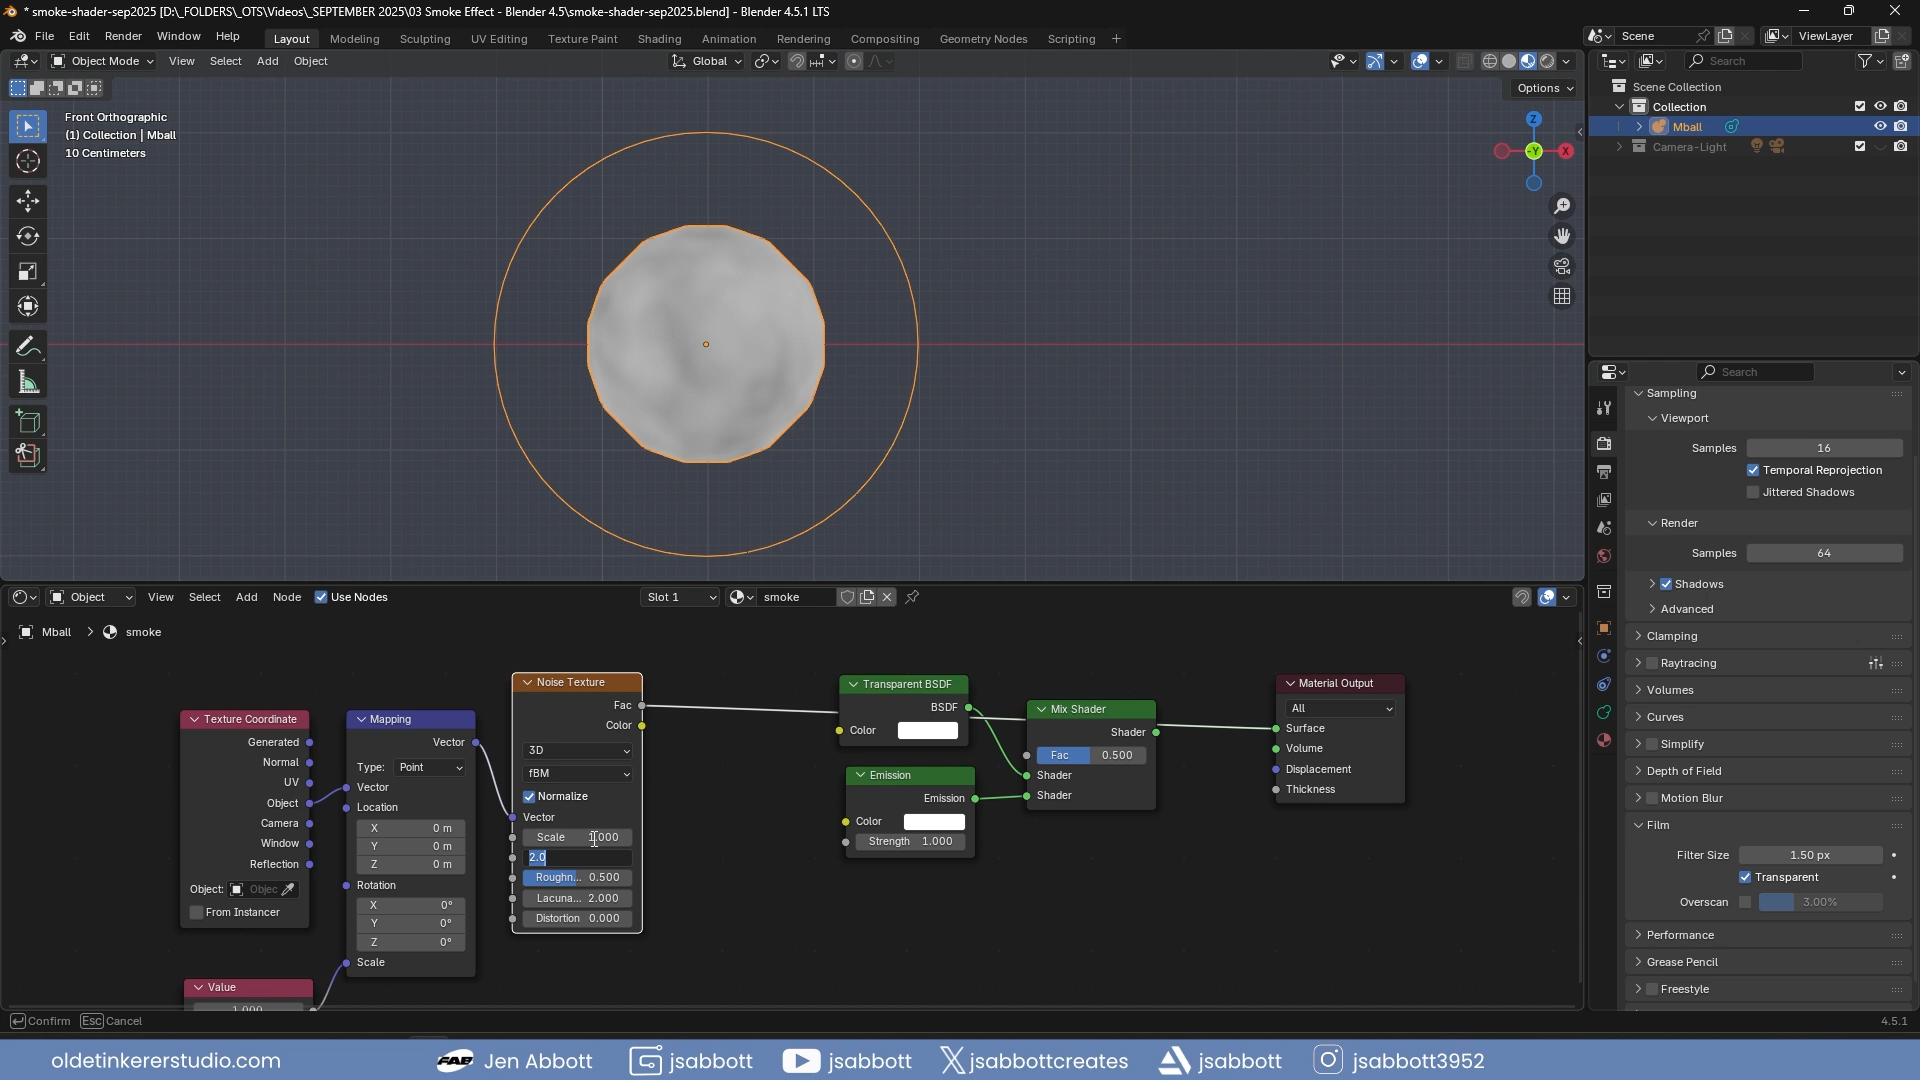 * smoke-shader-sep2025 [D:\_FOLDERS\_OTS\Videos\_SEPTEMBER 2025\03 Smoke Effect - Blender 4.5\smoke-shader-sep2025.blend] - Blender 4.5.1 LTS
File Edit Render Window Help Layout Modeling Sculpting UV Editing Texture Paint Shading Animation Rendering Compositing Geometry Nodes Scripting + Scene ViewLayer
Object Mode View Select Add Object Global Search
Options
Front Orthographic
(1) Collection | Mball
10 Centimeters
Z
-Y
X
Scene Collection
Collection
Mball
Camera-Light
Search
Sampling
Viewport
Samples 16
Temporal Reprojection
Jittered Shadows
Render
Samples 64
Shadows
Advanced
Clamping
Raytracing
Volumes
Curves
Simplify
Depth of Field
Motion Blur
Film
Filter Size 1.50 px
Transparent
Overscan 3.00%
Performance
Grease Pencil
Freestyle
Object View Select Add Node Use Nodes Slot 1 smoke
Mball > smoke
Texture Coordinate
Generated
Normal
UV
Object
Camera
Window
Reflection
Object: Objec
From Instancer
Value
1.000
Mapping
Vector
Type: Point
Vector
Location
X 0 m
Y 0 m
Z 0 m
Rotation
X 0°
Y 0°
Z 0°
Scale
Noise Texture
Fac
Color
3D
fBM
Normalize
Vector
Scale 1.000
2.0
Roughn... 0.500
Lacuna... 2.000
Distortion 0.000
Transparent BSDF
BSDF
Color
Emission
Emission
Color
Strength 1.000
Mix Shader
Shader
Fac 0.500
Shader
Shader
Material Output
All
Surface
Volume
Displacement
Thickness
Confirm Esc Cancel
4.5.1
oldetinkererstudio.com FAB Jen Abbott jsabbott jsabbott jsabbottcreates jsabbott jsabbott3952